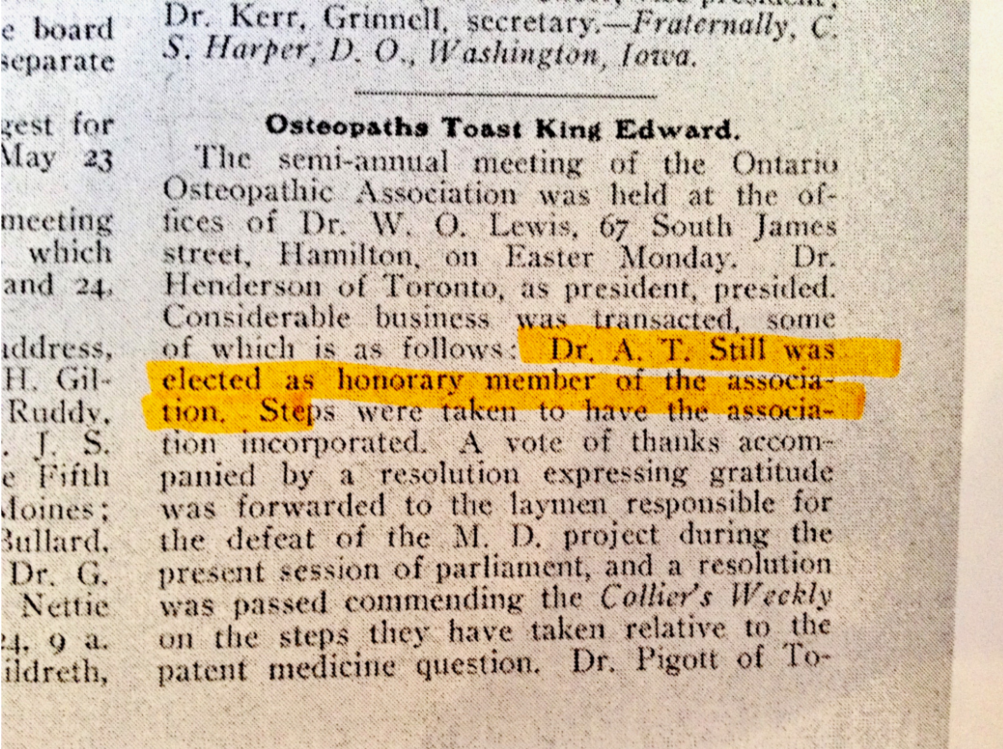 e board
separate
gest for
May 23
meeting
which
and 24,
address,
H. Gil-
Ruddy,
. J. S.
e Fifth
Moines;
Bullard,
Dr. G.
Nettie
24, 9 a.
ildreth,
Dr. Kerr, Grinnell, secretary.—Fraternally, C.
S. Harper, D. O., Washington, Iowa.
Osteopaths Toast King Edward.
The semi-annual meeting of the Ontario
Osteopathic Association was held at the of-
fices of Dr. W. O. Lewis, 67 South James
street, Hamilton, on Easter Monday. Dr.
Henderson of Toronto, as president, presided.
Considerable business was transacted, some
of which is as follows: Dr. A. T. Still was
elected as honorary member of the associa-
tion. Steps were taken to have the associa-
tion incorporated. A vote of thanks accom-
panied by a resolution expressing gratitude
was forwarded to the laymen responsible for
the defeat of the M. D. project during the
present session of parliament, and a resolution
was passed commending the Collier's Weekly
on the steps they have taken relative to the
patent medicine question. Dr. Pigott of To-